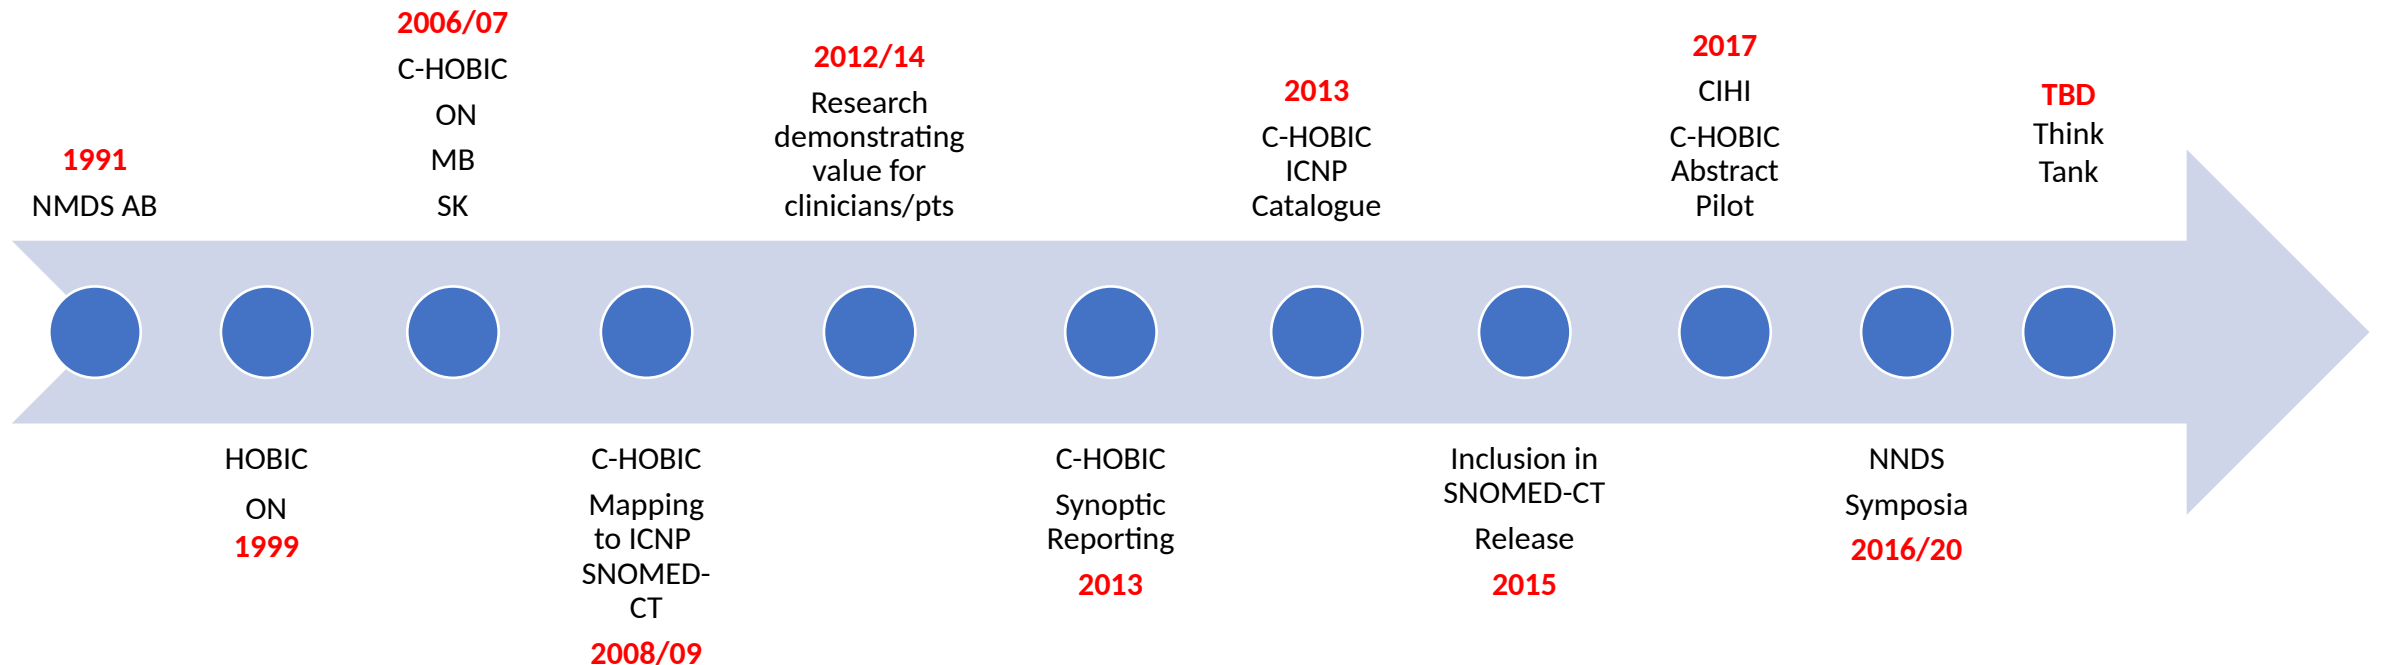 1991
NMDS AB
HOBIC
ON
1999
2006/07
C-HOBIC
ON
MB
SK
C-HOBIC
Mapping
to ICNP
SNOMED-
CT
2008/09
2012/14
Research
demonstrating
value for
clinicians/pts
C-HOBIC
Synoptic
Reporting
2013
2013
C-HOBIC
ICNP
Catalogue
Inclusion in
SNOMED-CT
Release
2015
2017
CIHI
C-HOBIC
Abstract
Pilot
NNDS
Symposia
2016/20
TBD
Think
Tank